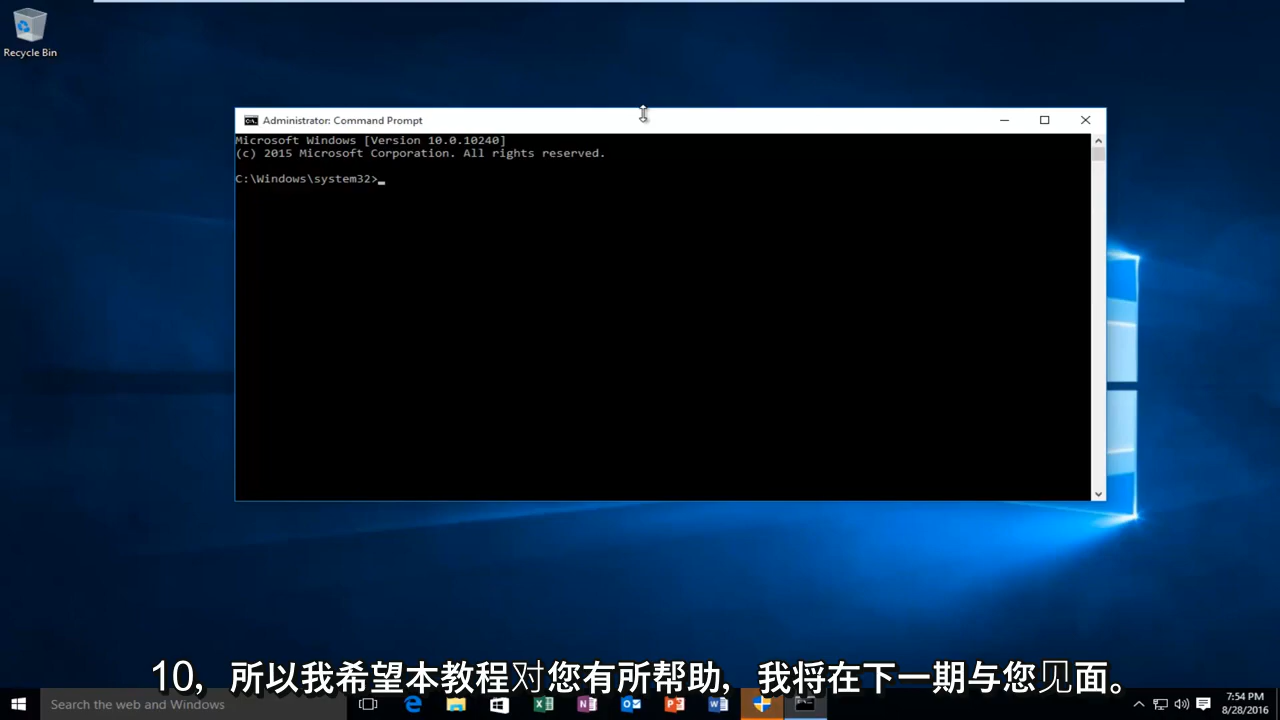 Recycle Bin
Administrator: Command Prompt
Microsoft Windows [Version 10.0.10240]
(c) 2015 Microsoft Corporation. All rights reserved.
C:\Windows\system32>
10，所以我希望本教程对您有所帮助，我将在下一期与您见面。
Search the web and Windows
7:54 PM
8/28/2016